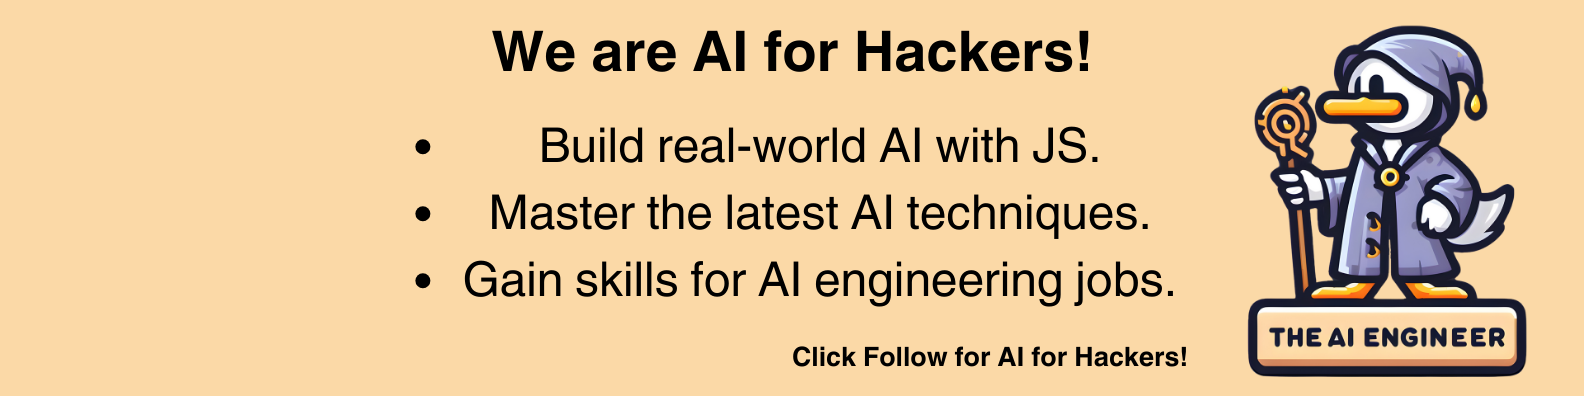 We are AI for Hackers!
• Build real-world AI with JS.
• Master the latest AI techniques.
• Gain skills for AI engineering jobs.
Click Follow for AI for Hackers!
THE AI ENGINEER